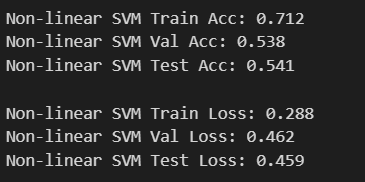 Non-linear SVM Train Acc: 0.712
Non-linear SVM Val Acc: 0.538
Non-linear SVM Test Acc: 0.541
Non-linear SVM Train Loss: 0.288
Non-linear SVM Val Loss: 0.462
Non-linear SVM Test Loss: 0.459